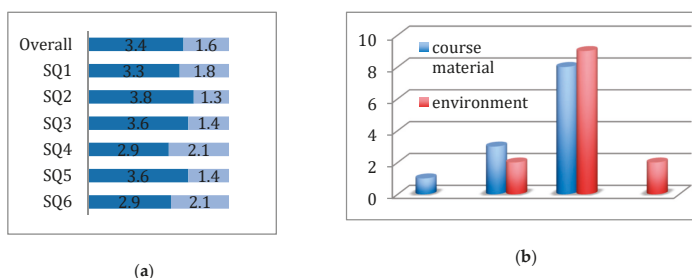 Overall 3.4 1.6
SQ1 3.3 1.8
SQ2 3.8 1.3
SQ3 3.6 1.4
SQ4 2.9 2.1
SQ5 3.6 1.4
SQ6 2.9 2.1
(a)
10
8
6
4
2
0
course
material
environment
(b)